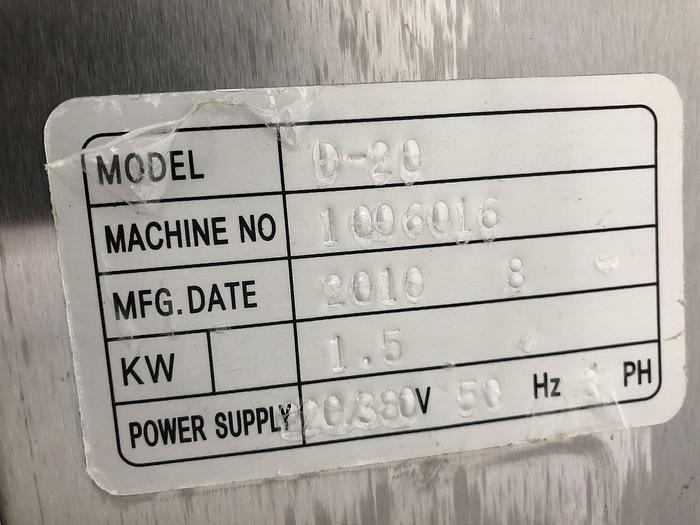 MODEL D-20
MACHINE NO 1006016
MFG. DATE 2010 8
KW 1.5
POWER SUPPLY 220/380V 50 Hz 3 PH